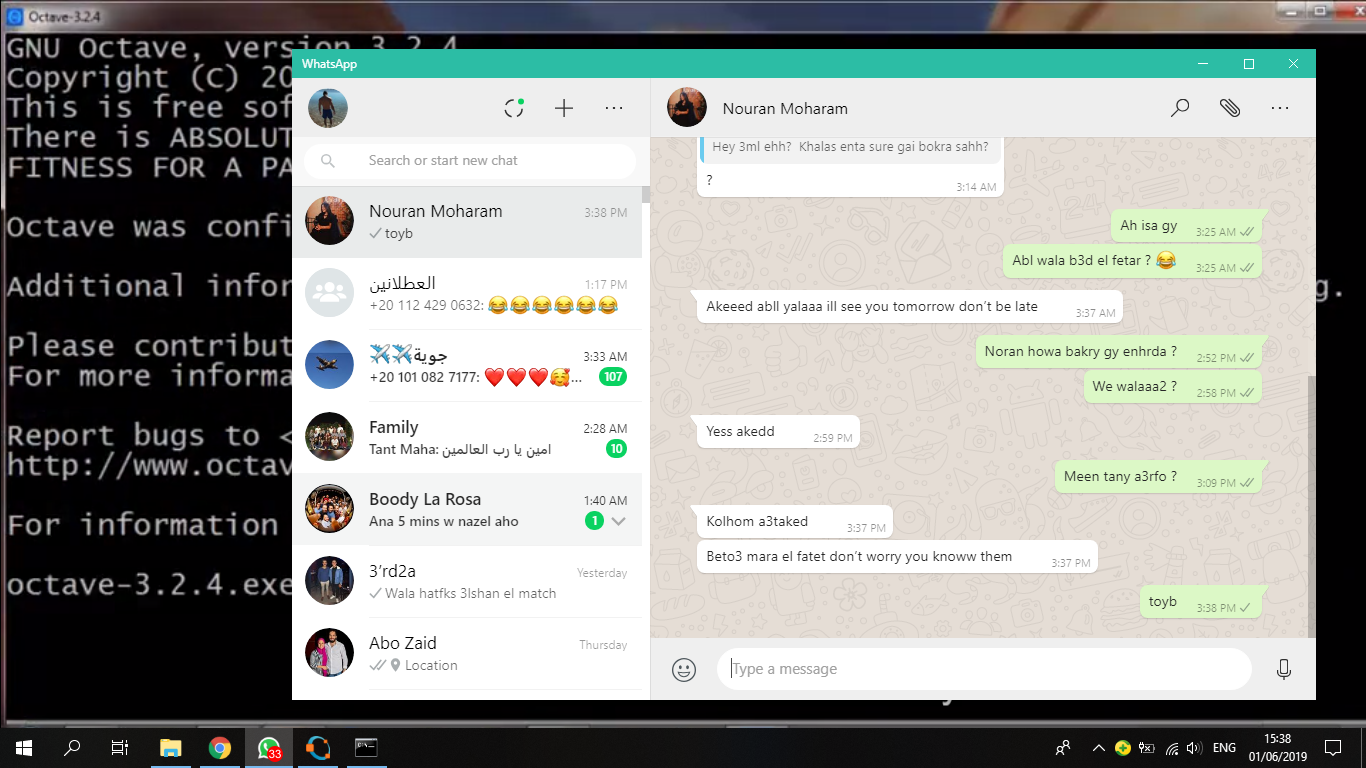 Octave-3.2.4
GNU Octave, version 3.2.4
Copyright (C) 20
This is free sof
There is ABSOLUT
FITNESS FOR A PA
Octave was confi
Additional infor
g.
Please contribut
For more informa
Report bugs to <
http://www.octav
For information
octave-3.2.4.exe
WhatsApp
Search or start new chat
Nouran Moharam
3:38 PM
toyb
العطلانين
1:17 PM
+20 112 429 0632: 😂😂😂😂😂😂
✈️✈️جوية
3:33 AM
+20 101 082 7177: ❤️❤️❤️🥰...
107
Family
2:28 AM
Tant Maha: امين يا رب العالمين
10
Boody La Rosa
1:40 AM
Ana 5 mins w nazel aho
1
3'rd2a
Yesterday
Wala hatfks 3lshan el match
Abo Zaid
Thursday
Location
Nouran Moharam
Hey 3ml ehh? Khalas enta sure gai bokra sahh?
?
3:14 AM
Ah isa gy
3:25 AM
Abl wala b3d el fetar ? 😂
3:25 AM
Akeeed abll yalaaa ill see you tomorrow don't be late
3:37 AM
Noran howa bakry gy enhrda ?
2:52 PM
We walaaa2 ?
2:58 PM
Yess akedd
2:59 PM
Meen tany a3rfo ?
3:09 PM
Kolhom a3taked
3:37 PM
Beto3 mara el fatet don't worry you knoww them
3:37 PM
toyb
3:38 PM
Type a message
33
ENG
15:38
01/06/2019